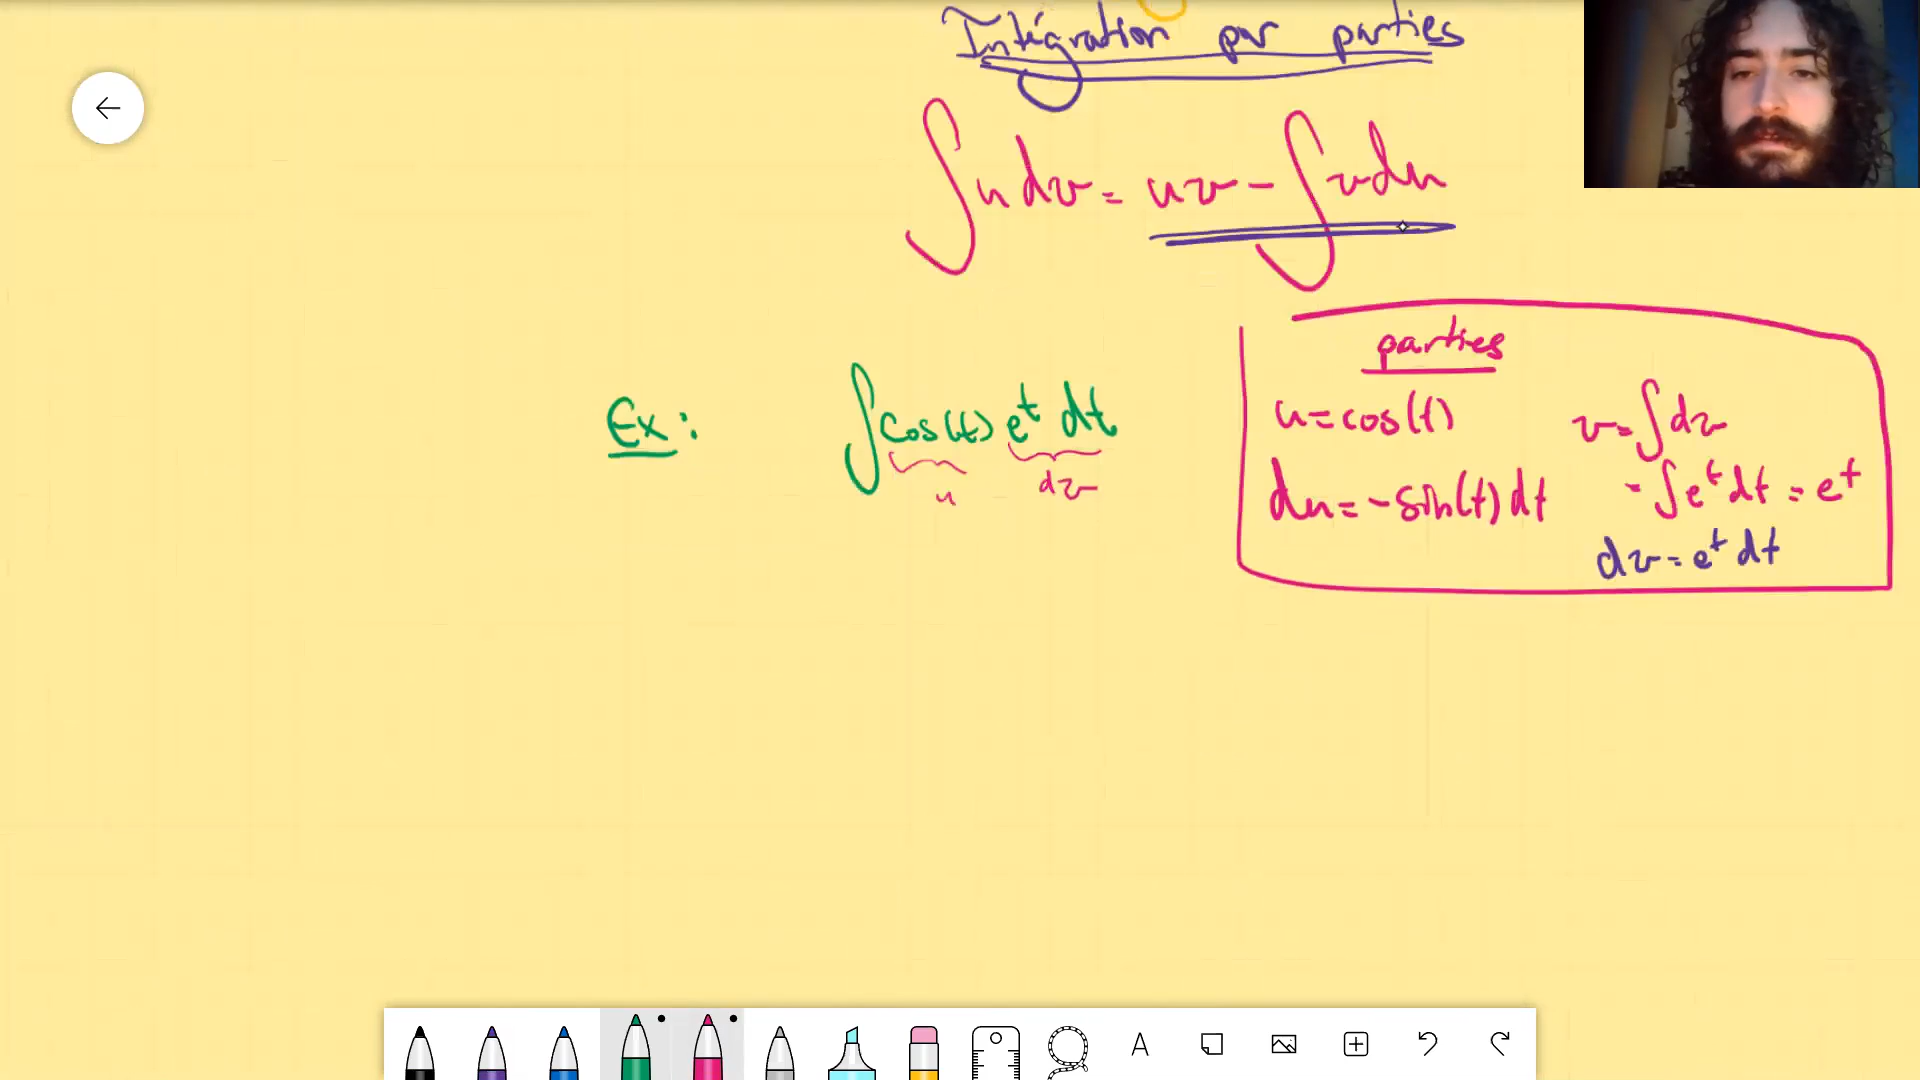 Intégration par parties
∫u dv = uv - ∫v du
Ex: ∫cos(t) e^t dt
u dv
parties
u = cos(t) v = ∫dv
du = -sin(t) dt = ∫e^t dt = e^t
dv = e^t dt
A